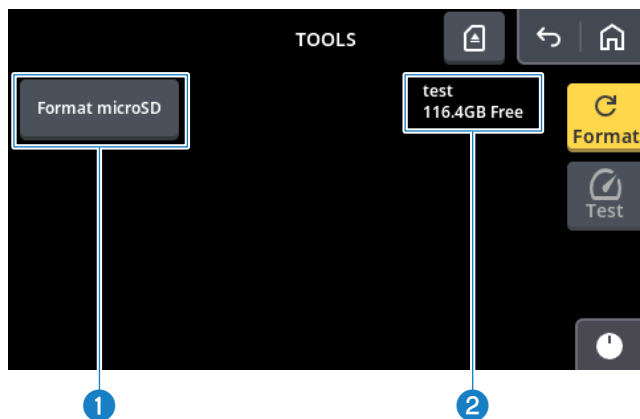 TOOLS
Format microSD
test
116.4GB Free
Format
Test
1
2